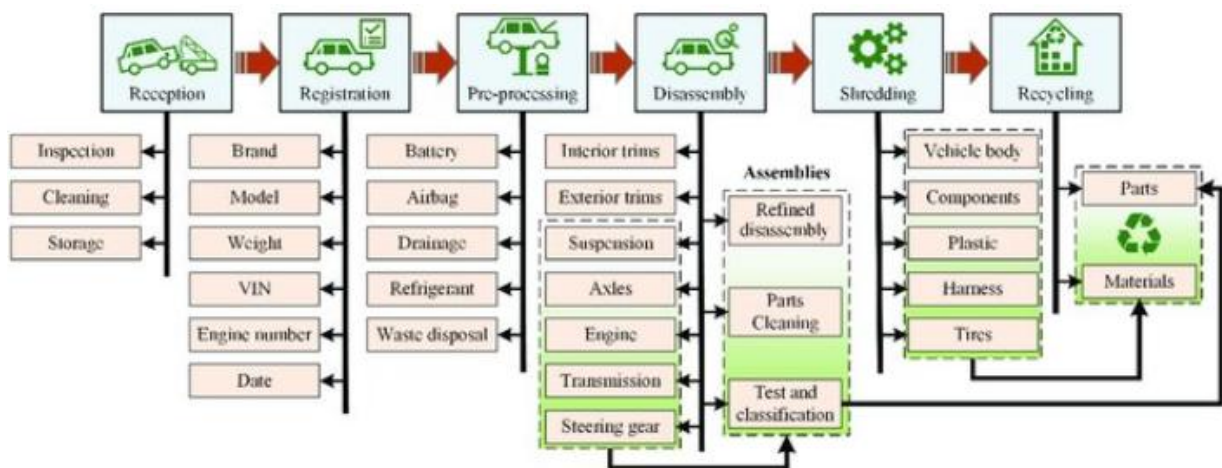 Reception
Registration
Pre-processing
Disassembly
Shredding
Recycling
Inspection
Cleaning
Storage
Brand
Model
Weight
VIN
Engine number
Date
Battery
Airbag
Drainage
Refrigerant
Waste disposal
Interior trims
Exterior trims
Suspension
Axles
Engine
Transmission
Steering gear
Assemblies
Refined
disassembly
Parts
Cleaning
Test and
classification
Vehicle body
Components
Plastic
Harness
Tires
Parts
Materials